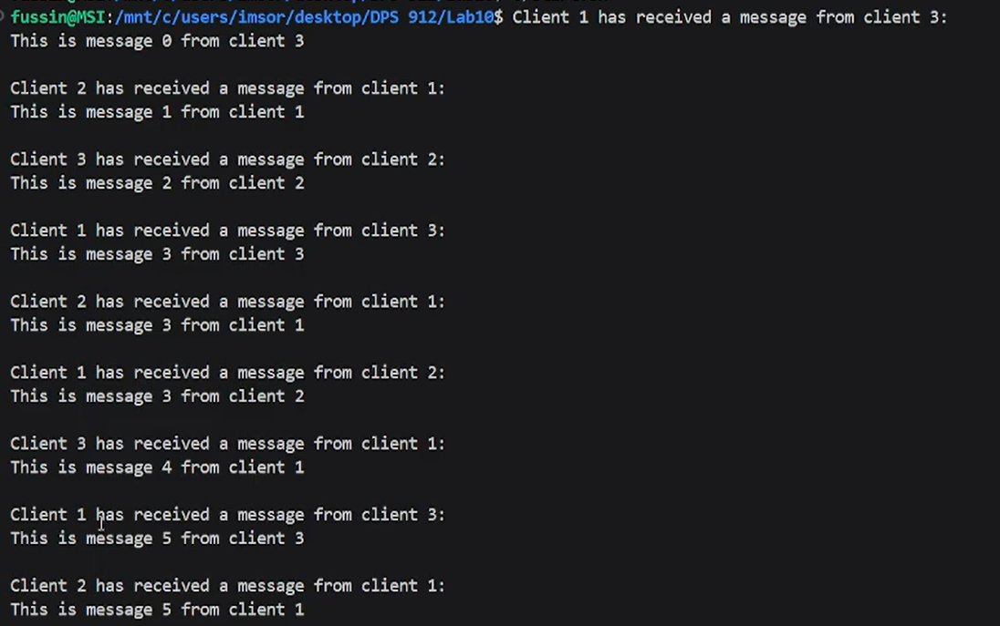 fussin@MSI:/mnt/c/users/imsor/desktop/DPS 912/Lab10$ Client 1 has received a message from client 3:
This is message 0 from client 3
Client 2 has received a message from client 1:
This is message 1 from client 1
Client 3 has received a message from client 2:
This is message 2 from client 2
Client 1 has received a message from client 3:
This is message 3 from client 3
Client 2 has received a message from client 1:
This is message 3 from client 1
Client 1 has received a message from client 2:
This is message 3 from client 2
Client 3 has received a message from client 1:
This is message 4 from client 1
Client 1 has received a message from client 3:
This is message 5 from client 3
Client 2 has received a message from client 1:
This is message 5 from client 1